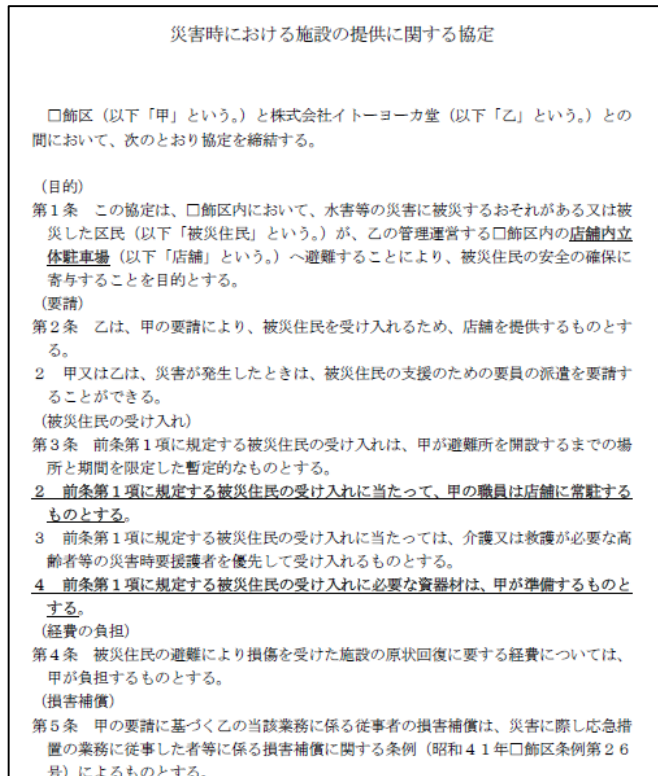 災害時における施設の提供に関する協定
□飾区（以下「甲」という。）と株式会社イトーヨーカ堂（以下「乙」という。）との
間において、次のとおり協定を締結する。
（目的）
第１条　この協定は、□飾区内において、水害等の災害に被災するおそれがある又は被
災した区民（以下「被災住民」という。）が、乙の管理運営する□飾区内の店舗内立
体駐車場（以下「店舗」という。）へ避難することにより、被災住民の安全の確保に
寄与することを目的とする。
（要請）
第２条　乙は、甲の要請により、被災住民を受け入れるため、店舗を提供するものとす
る。
２　甲又は乙は、災害が発生したときは、被災住民の支援のための要員の派遣を要請す
ることができる。
（被災住民の受け入れ）
第３条　前条第１項に規定する被災住民の受け入れは、甲が避難所を開設するまでの場
所と期間を限定した暫定的なものとする。
２　前条第１項に規定する被災住民の受け入れに当たって、甲の職員は店舗に常駐する
ものとする。
３　前条第１項に規定する被災住民の受け入れに当たっては、介護又は救護が必要な高
齢者等の災害時要援護者を優先して受け入れるものとする。
４　前条第１項に規定する被災住民の受け入れに必要な資器材は、甲が準備するものと
する。
（経費の負担）
第４条　被災住民の避難により損傷を受けた施設の原状回復に要する経費については、
甲が負担するものとする。
（損害補償）
第５条　甲の要請に基づく乙の当該業務に係る従事者の損害補償は、災害に際し応急措
置の業務に従事した者等に係る損害補償に関する条例（昭和４１年□飾区条例第２６
号）によるものとする。